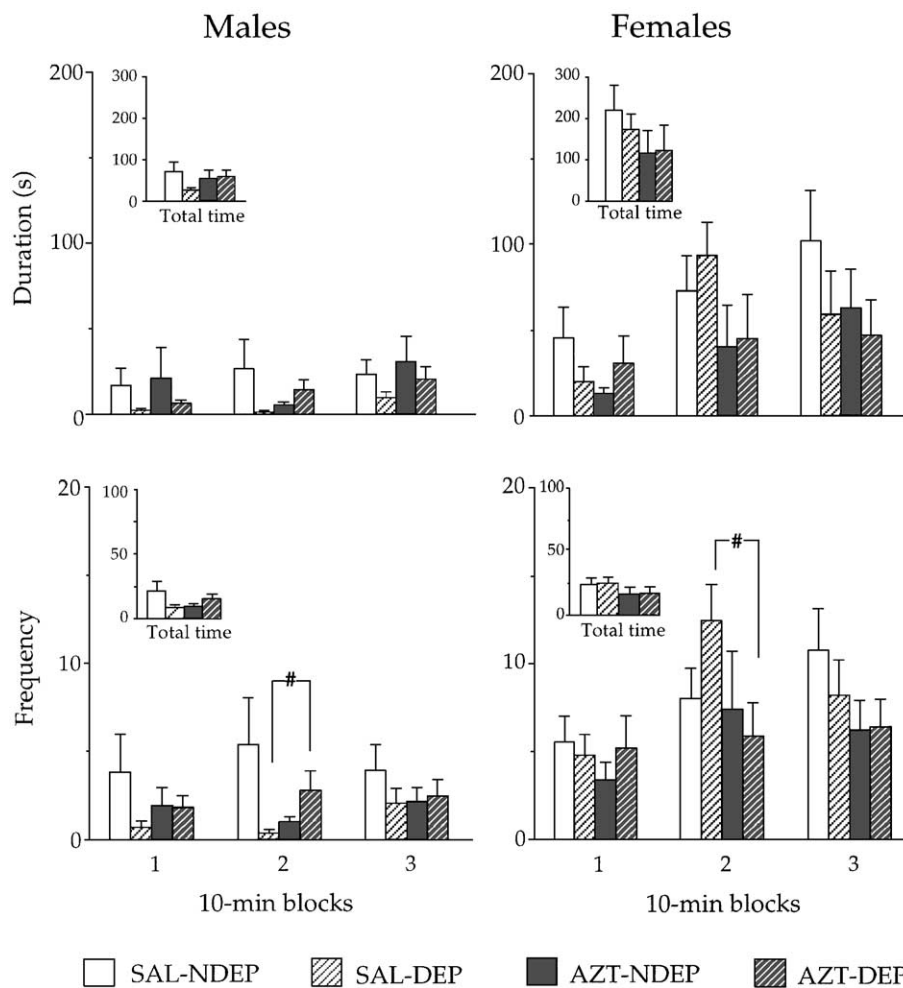 Males
Females
Duration (s)
200
100
0
300
200
100
0
Total time
200
100
0
300
200
100
0
Total time
Frequency
20
10
0
100
50
0
Total time
#
1
2
3
10-min blocks
20
10
0
100
50
0
Total time
#
1
2
3
10-min blocks
SAL-NDEP
SAL-DEP
AZT-NDEP
AZT-DEP